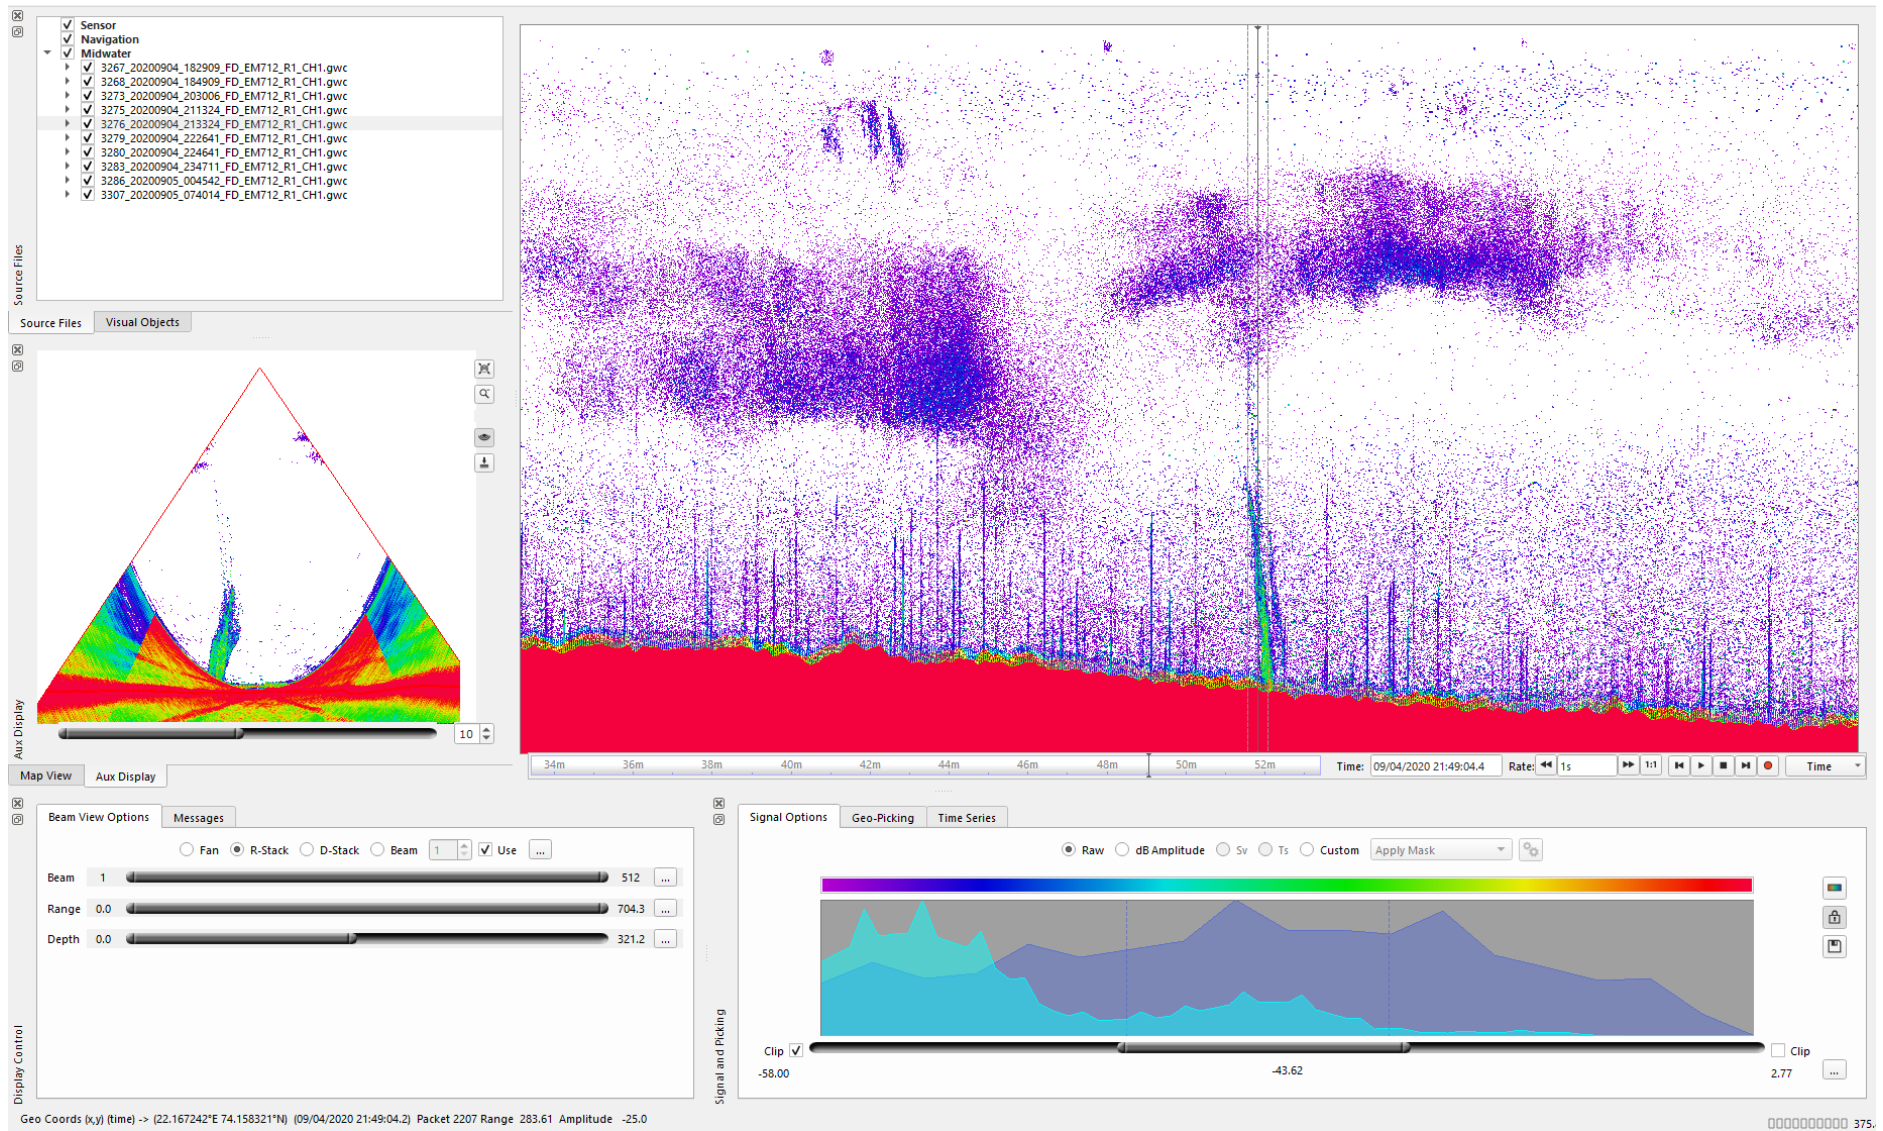 Sensor
Navigation
Midwater
3267_20200904_182909_FD_EM712_R1_CH1.gwc
3268_20200904_184909_FD_EM712_R1_CH1.gwc
3273_20200904_203006_FD_EM712_R1_CH1.gwc
3275_20200904_211324_FD_EM712_R1_CH1.gwc
3276_20200904_213324_FD_EM712_R1_CH1.gwc
3279_20200904_222641_FD_EM712_R1_CH1.gwc
3280_20200904_224641_FD_EM712_R1_CH1.gwc
3283_20200904_234711_FD_EM712_R1_CH1.gwc
3286_20200905_004542_FD_EM712_R1_CH1.gwc
3307_20200905_074014_FD_EM712_R1_CH1.gwc
Source Files
Source Files Visual Objects
Aux Display
10
Map View Aux Display
34m 36m 38m 40m 42m 44m 46m 48m 50m 52m
Time: 09/04/2020 21:49:04.4 Rate: 1s 1:1 Time
Beam View Options Messages
Fan R-Stack D-Stack Beam 1 Use ...
Beam 1 512 ...
Range 0.0 704.3 ...
Depth 0.0 321.2 ...
Display Control
Signal Options Geo-Picking Time Series
Raw dB Amplitude Sv Ts Custom Apply Mask
Clip Clip
-58.00 -43.62 2.77 ...
Signal and Picking
Geo Coords (x,y) (time) -> (22.167242°E 74.158321°N) (09/04/2020 21:49:04.2) Packet 2207 Range 283.61 Amplitude -25.0